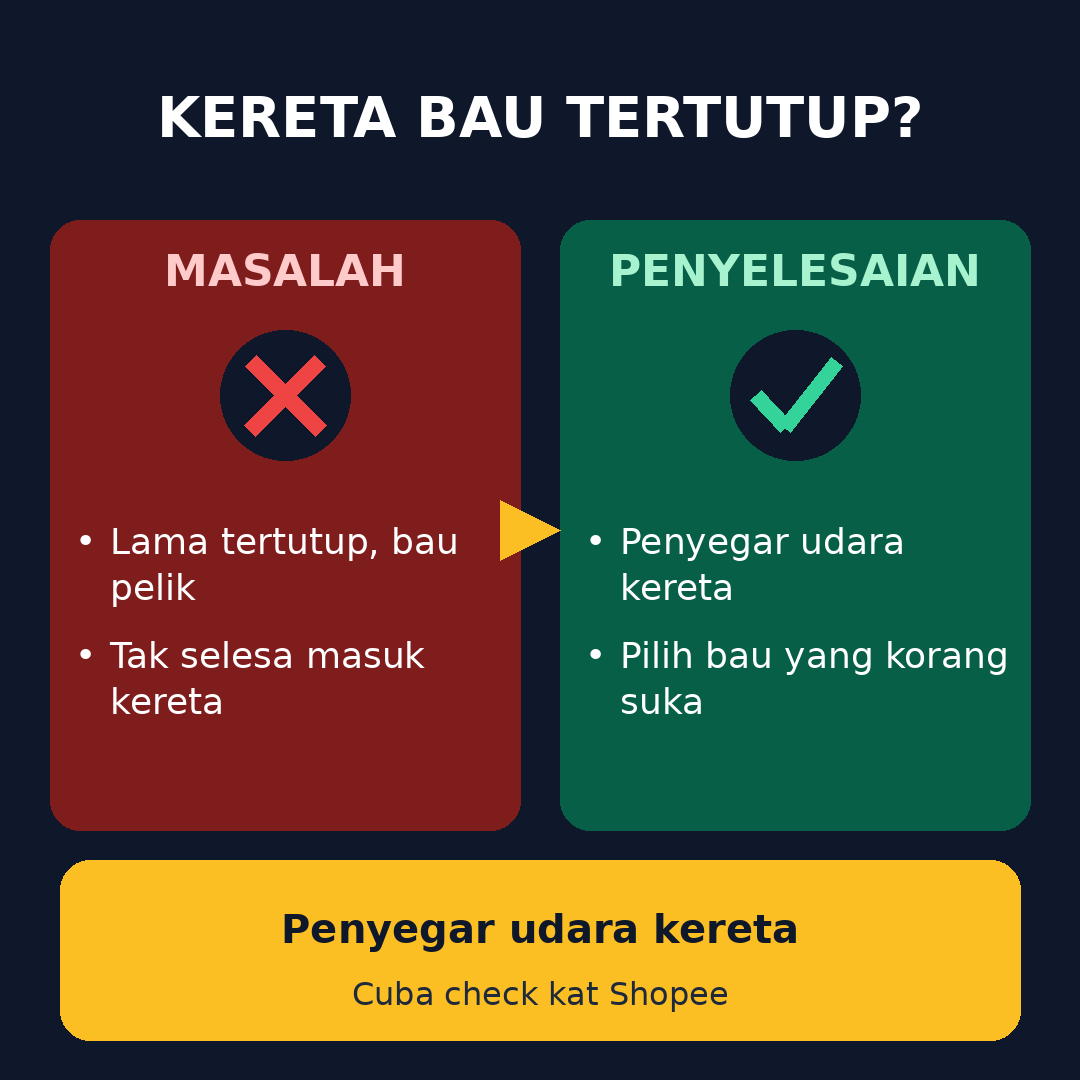 KERETA BAU TERTUTUP?
MASALAH
• Lama tertutup, bau
pelik
• Tak selesa masuk
kereta
PENYELESAIAN
• Penyegar udara
kereta
• Pilih bau yang korang
suka
Penyegar udara kereta
Cuba check kat Shopee